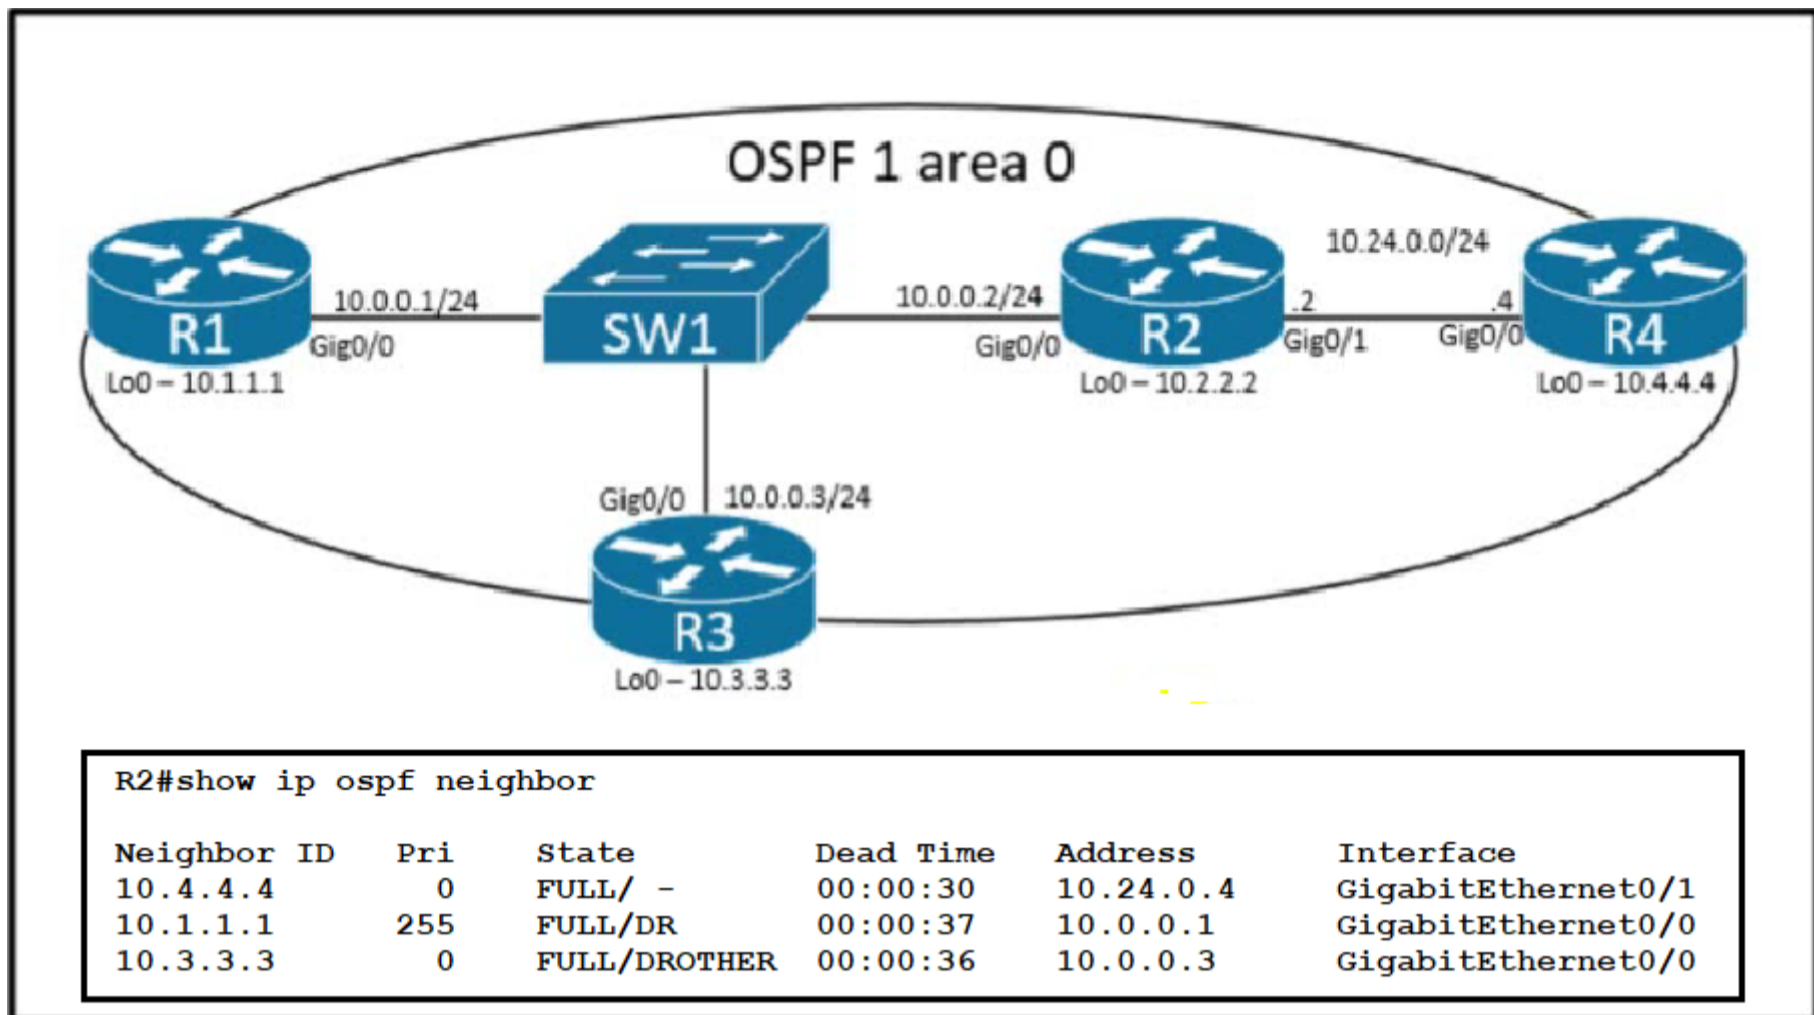 OSPF 1 area 0
10.24.0.0/24
10.0.0.1/24
10.0.0.2/24
.2
.4
R1
SW1
R2
R4
Gig0/0
Gig0/0
Gig0/1
Gig0/0
Lo0 – 10.1.1.1
Lo0 – 10.2.2.2
Lo0 – 10.4.4.4
Gig0/0
10.0.0.3/24
R3
Lo0 – 10.3.3.3
R2#show ip ospf neighbor
Neighbor ID Pri State Dead Time Address Interface
10.4.4.4 0 FULL/ - 00:00:30 10.24.0.4 GigabitEthernet0/1
10.1.1.1 255 FULL/DR 00:00:37 10.0.0.1 GigabitEthernet0/0
10.3.3.3 0 FULL/DROTHER 00:00:36 10.0.0.3 GigabitEthernet0/0